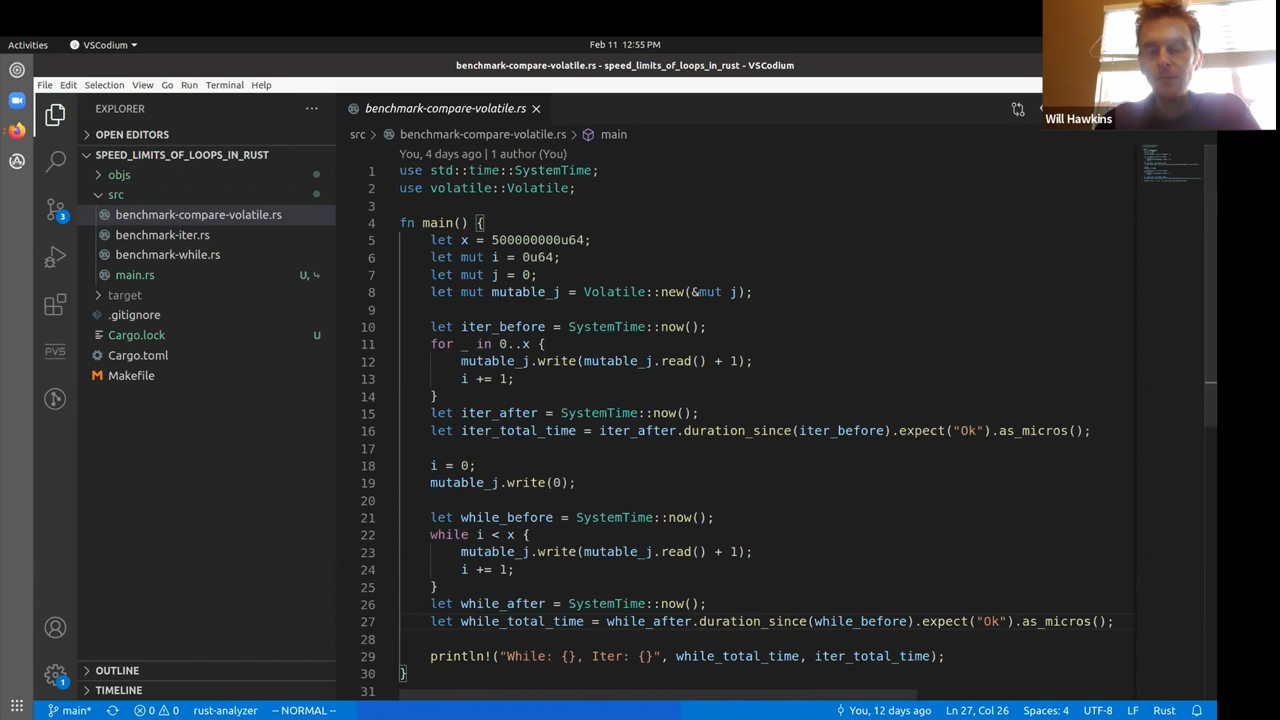 Activities
VSCodium
Feb 11 12:55 PM
benchmark-compare-volatile.rs - speed_limits_of_loops_in_rust - VSCodium
File Edit Selection View Go Run Terminal Help
Will Hawkins
EXPLORER
OPEN EDITORS
SPEED_LIMITS_OF_LOOPS_IN_RUST
objs
src
benchmark-compare-volatile.rs
benchmark-iter.rs
benchmark-while.rs
main.rs U,
target
.gitignore
Cargo.lock U
Cargo.toml
Makefile
OUTLINE
TIMELINE
3
PVS
1
benchmark-compare-volatile.rs
src > benchmark-compare-volatile.rs > main
You, 4 days ago | 1 author (You)
1 use std::time::SystemTime;
2 use volatile::Volatile;
3
4 fn main() {
5 let x = 500000000u64;
6 let mut i = 0u64;
7 let mut j = 0;
8 let mut mutable_j = Volatile::new(&mut j);
9
10 let iter_before = SystemTime::now();
11 for _ in 0..x {
12 mutable_j.write(mutable_j.read() + 1);
13 i += 1;
14 }
15 let iter_after = SystemTime::now();
16 let iter_total_time = iter_after.duration_since(iter_before).expect("Ok").as_micros();
17
18 i = 0;
19 mutable_j.write(0);
20
21 let while_before = SystemTime::now();
22 while i < x {
23 mutable_j.write(mutable_j.read() + 1);
24 i += 1;
25 }
26 let while_after = SystemTime::now();
27 let while_total_time = while_after.duration_since(while_before).expect("Ok").as_micros();
28
29 println!("While: {}, Iter: {}", while_total_time, iter_total_time);
30 }
31
main* 0 0 rust-analyzer -- NORMAL -- You, 12 days ago Ln 27, Col 26 Spaces: 4 UTF-8 LF Rust